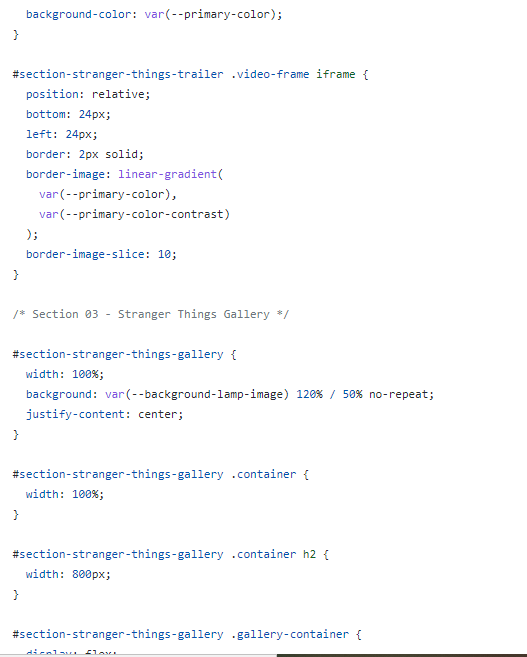 background-color: var(--primary-color);
}
#section-stranger-things-trailer .video-frame iframe {
position: relative;
bottom: 24px;
left: 24px;
border: 2px solid;
border-image: linear-gradient(
var(--primary-color),
var(--primary-color-contrast)
);
border-image-slice: 10;
}
/* Section 03 - Stranger Things Gallery */
#section-stranger-things-gallery {
width: 100%;
background: var(--background-lamp-image) 120% / 50% no-repeat;
justify-content: center;
}
#section-stranger-things-gallery .container {
width: 100%;
}
#section-stranger-things-gallery .container h2 {
width: 800px;
}
#section-stranger-things-gallery .gallery-container {
display: flex;